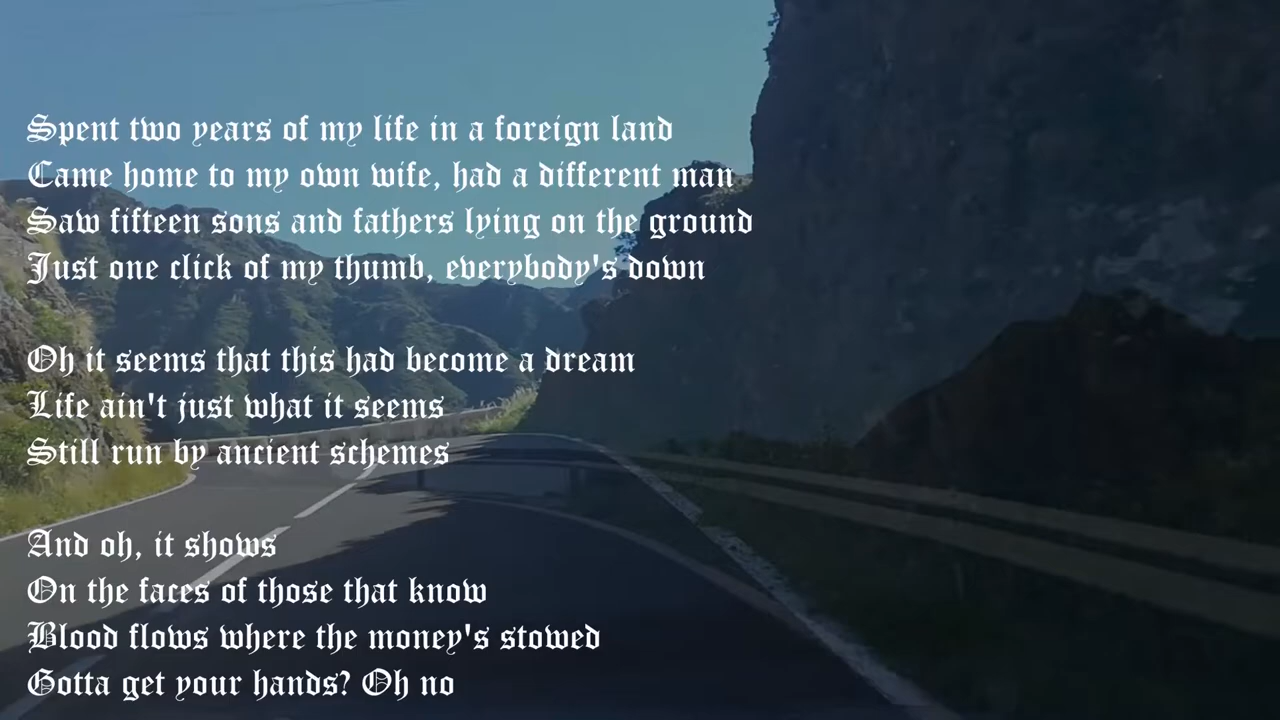 Spent two years of my life in a foreign land
Came home to my own wife, had a different man
Saw fifteen sons and fathers lying on the ground
Just one click of my thumb, everybody's down
Oh it seems that this had become a dream
Life ain't just what it seems
Still run by ancient schemes
And oh, it shows
On the faces of those that know
Blood flows where the money's stowed
Gotta get your hands? Oh no